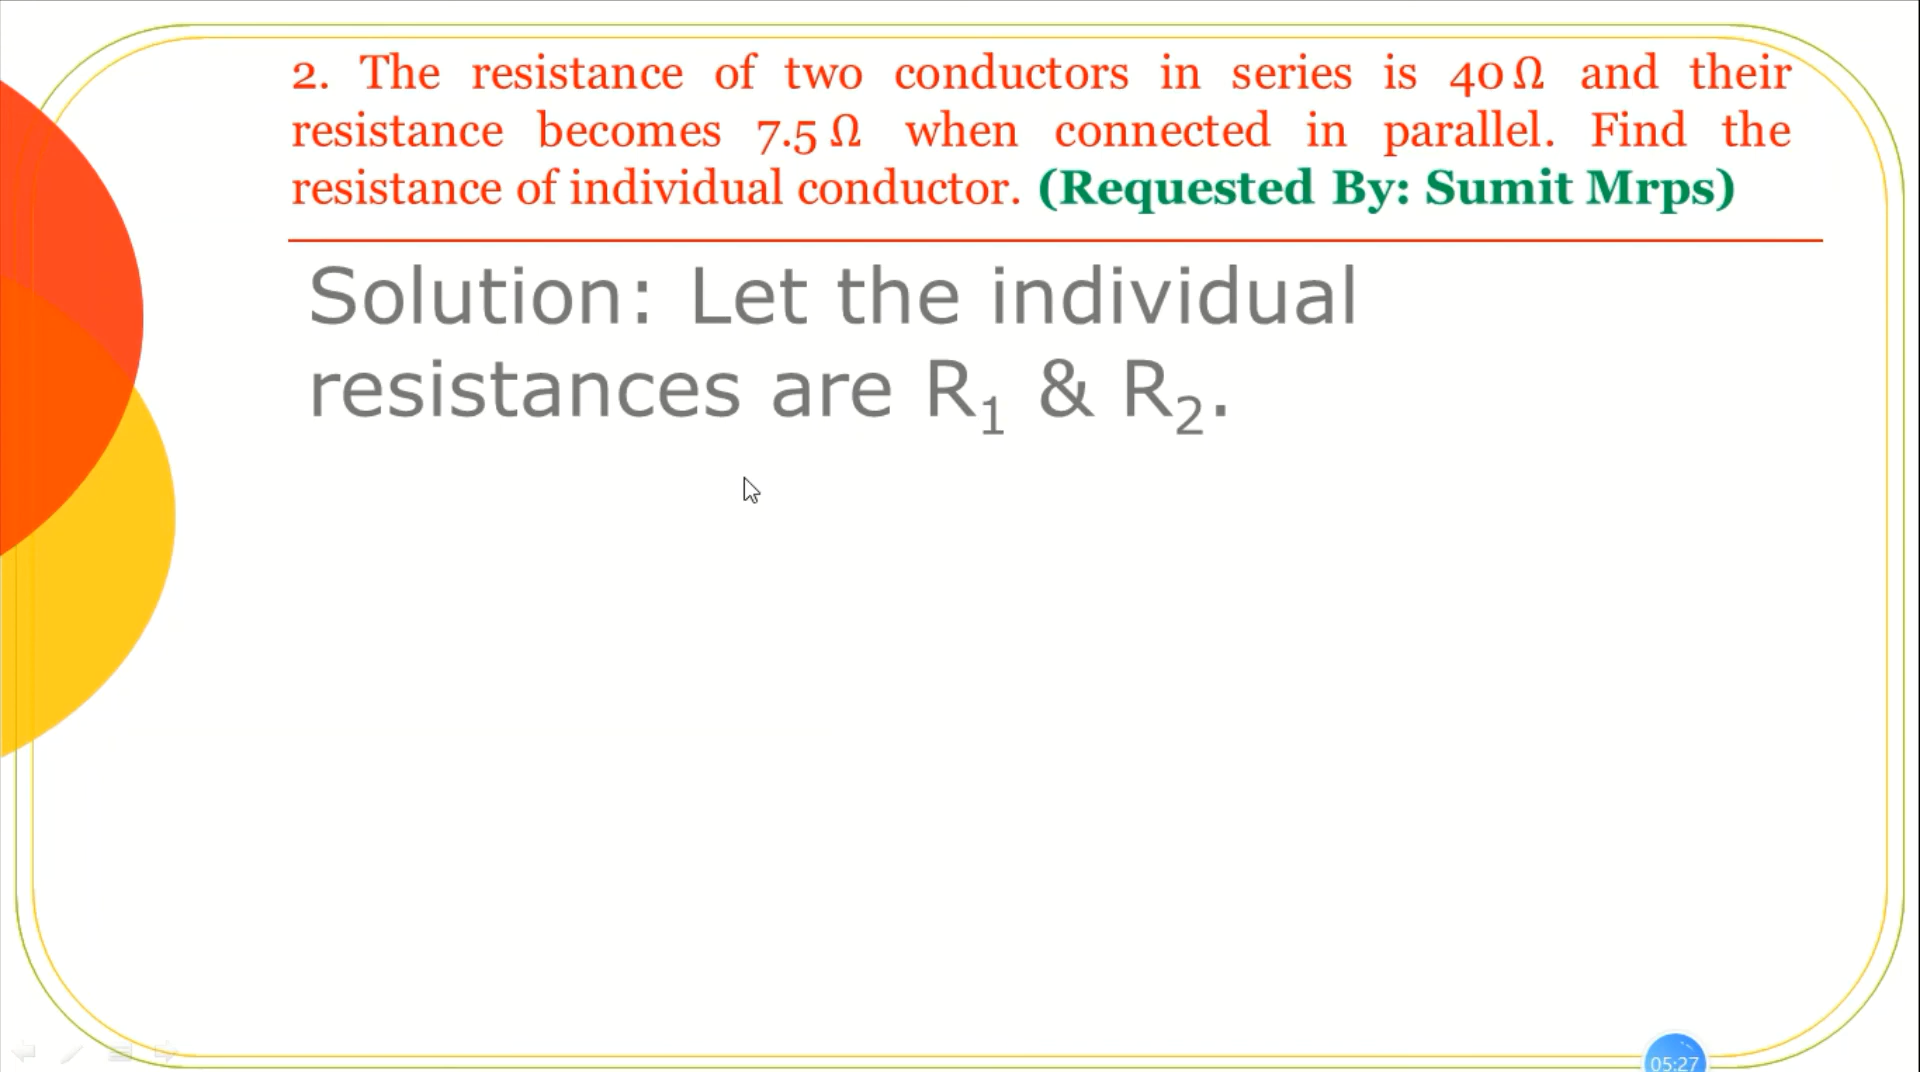 2. The resistance of two conductors in series is 40 Ω and their
resistance becomes 7.5 Ω when connected in parallel. Find the
resistance of individual conductor. (Requested By: Sumit Mrps)
Solution: Let the individual
resistances are R₁ & R₂.
05:27